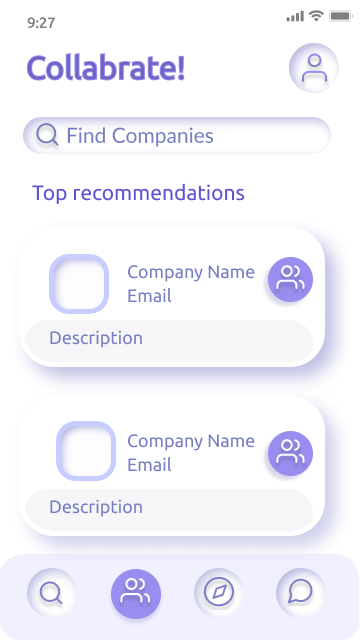 9:27
Collabrate!
Find Companies
Top recommendations
Company Name
Email
Description
Company Name
Email
Description